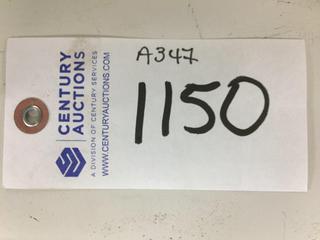 CENTURY
AUCTIONS
A DIVISION OF CENTURY SERVICES
WWW.CENTURYAUCTIONS.COM
A347
1150